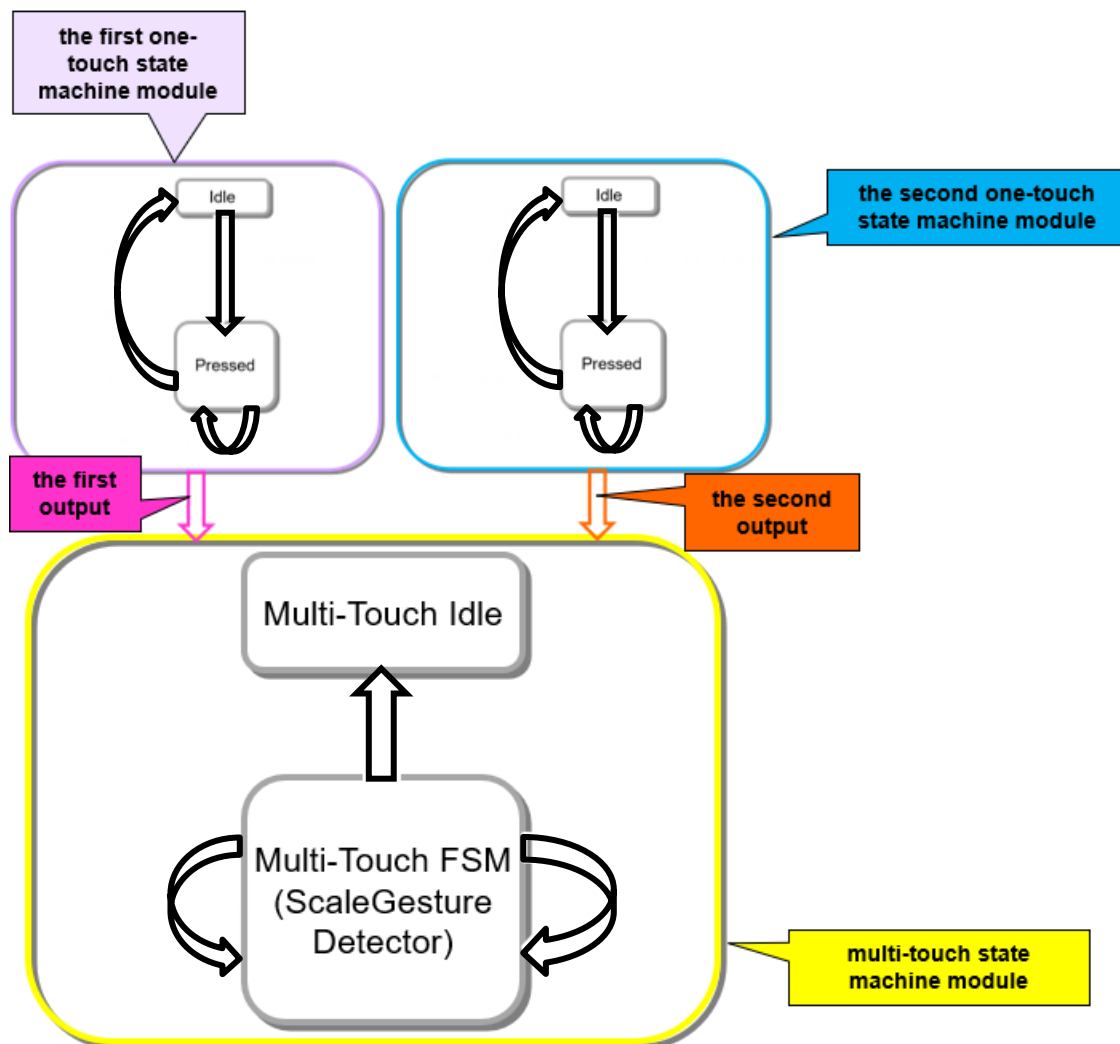 the first one-
touch state
machine module
Idle
Pressed
Idle
Pressed
the second one-touch
state machine module
the first
output
the second
output
Multi-Touch Idle
Multi-Touch FSM
(ScaleGesture
Detector)
multi-touch state
machine module